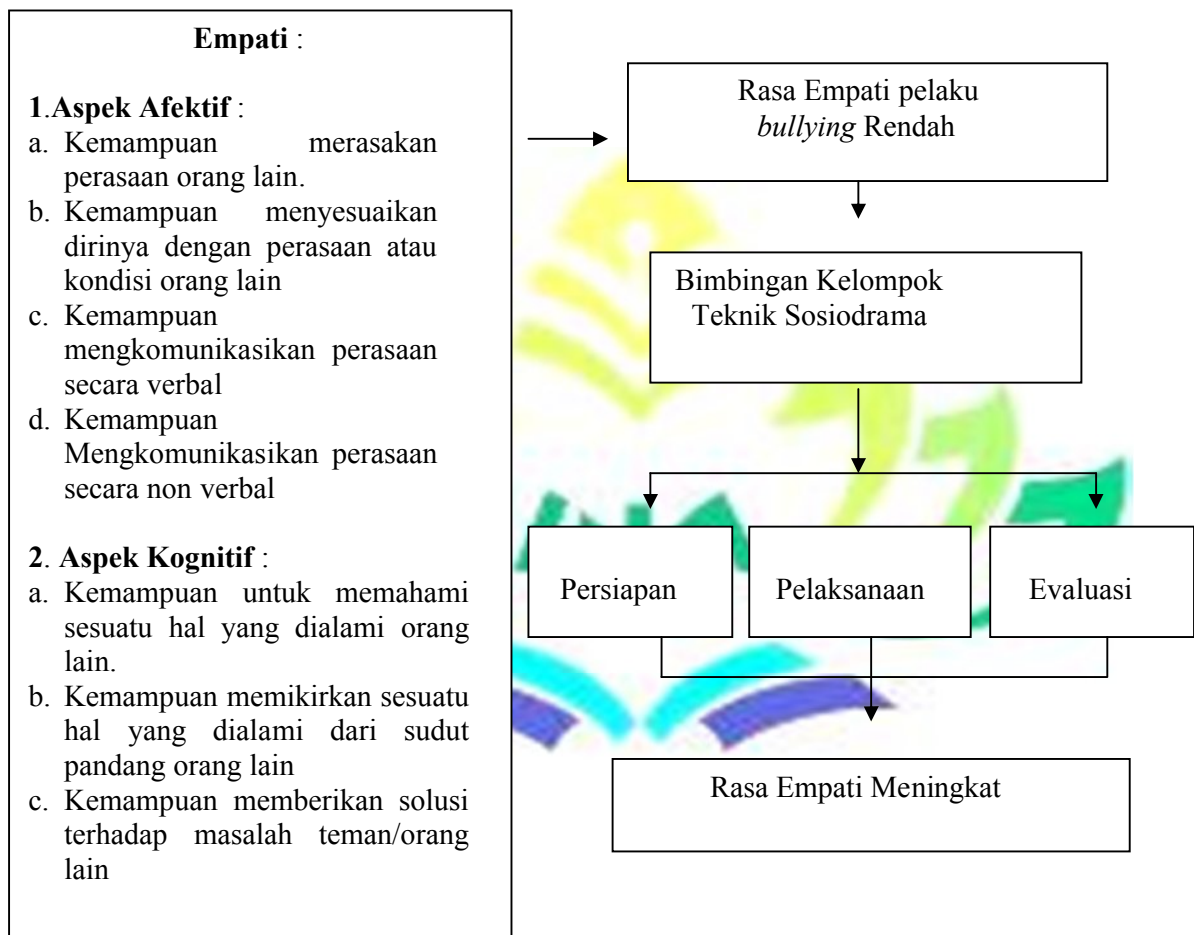 Empati :
1.Aspek Afektif :
a. Kemampuan merasakan
perasaan orang lain.
b. Kemampuan menyesuaikan
dirinya dengan perasaan atau
kondisi orang lain
c. Kemampuan
mengkomunikasikan perasaan
secara verbal
d. Kemampuan
Mengkomunikasikan perasaan
secara non verbal
2. Aspek Kognitif :
a. Kemampuan untuk memahami
sesuatu hal yang dialami orang
lain.
b. Kemampuan memikirkan sesuatu
hal yang dialami dari sudut
pandang orang lain
c. Kemampuan memberikan solusi
terhadap masalah teman/orang
lain
Rasa Empati pelaku
bullying Rendah
Bimbingan Kelompok
Teknik Sosiodrama
Persiapan
Pelaksanaan
Evaluasi
Rasa Empati Meningkat